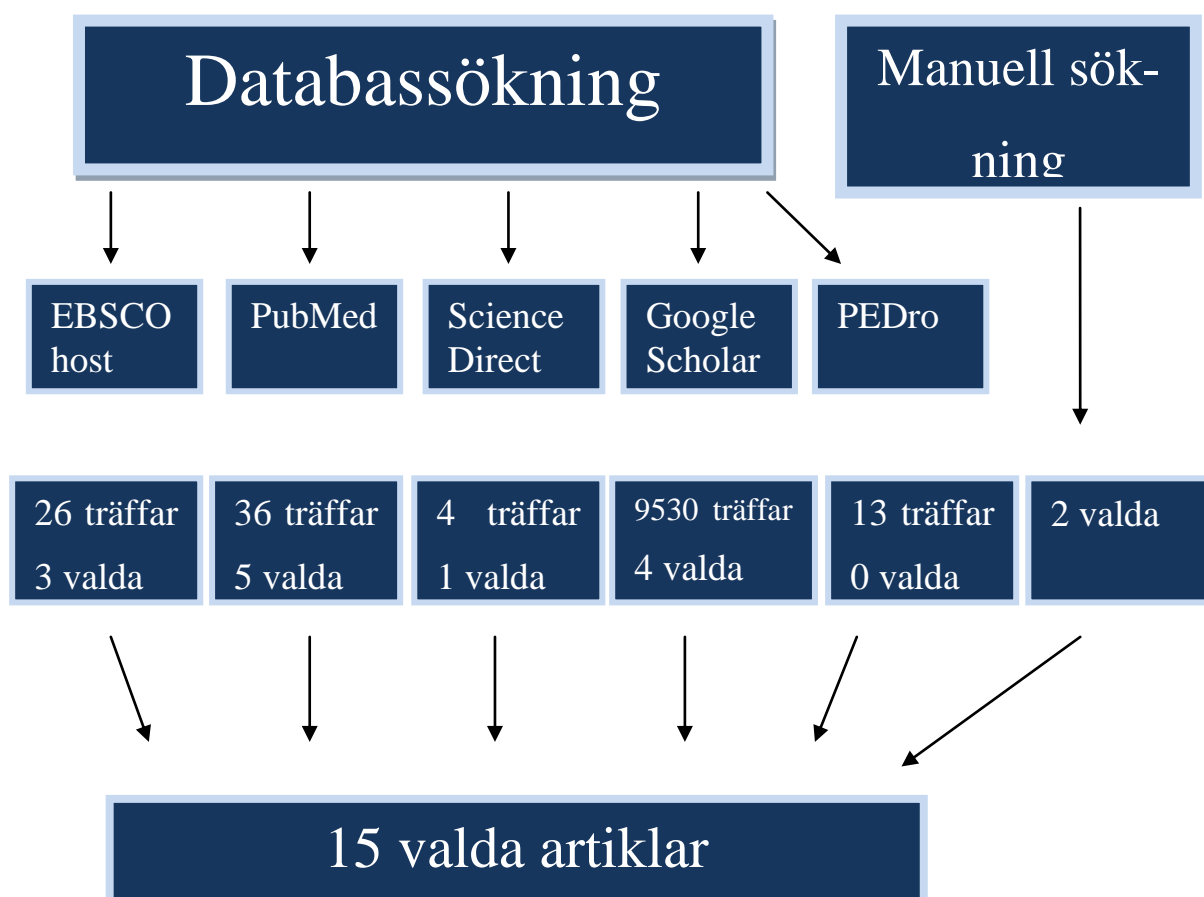 Databassökning
Manuell sök-
ning
EBSCO
host
PubMed
Science
Direct
Google
Scholar
PEDro
26 träffar
3 valda
36 träffar
5 valda
4 träffar
1 valda
9530 träffar
4 valda
13 träffar
0 valda
2 valda
15 valda artiklar